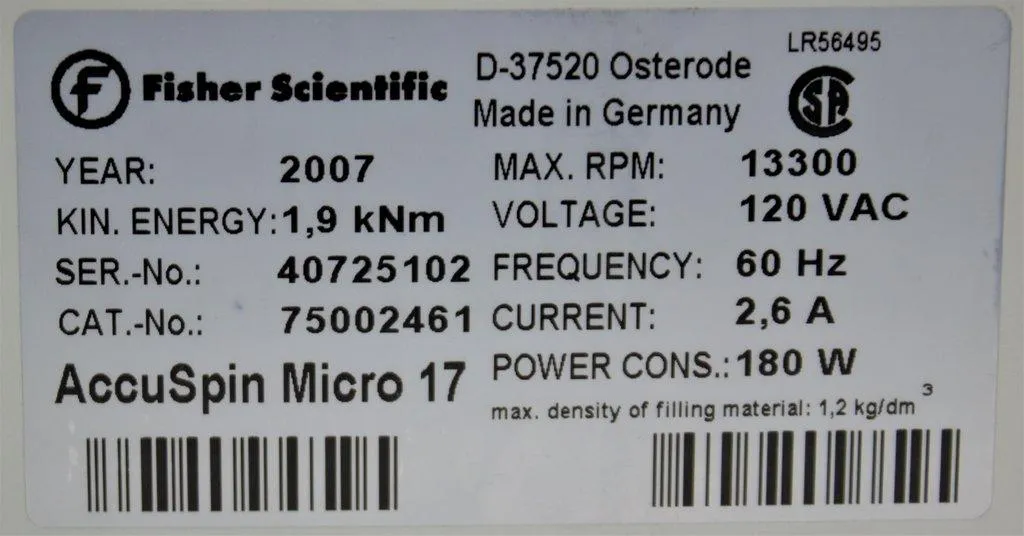 Fisher Scientific
D-37520 Osterode
Made in Germany
LR56495
YEAR: 2007
MAX. RPM: 13300
KIN. ENERGY: 1,9 kNm
VOLTAGE: 120 VAC
SER.-No.: 40725102
FREQUENCY: 60 Hz
CAT.-No.: 75002461
CURRENT: 2,6 A
AccuSpin Micro 17
POWER CONS.: 180 W
max. density of filling material: 1,2 kg/dm³